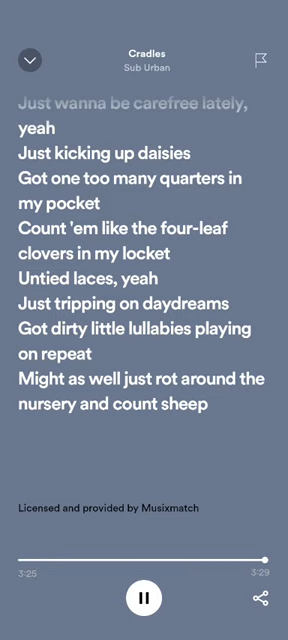 Cradles
Sub Urban
Just wanna be carefree lately,
yeah
Just kicking up daisies
Got one too many quarters in
my pocket
Count 'em like the four-leaf
clovers in my locket
Untied laces, yeah
Just tripping on daydreams
Got dirty little lullabies playing
on repeat
Might as well just rot around the
nursery and count sheep
Licensed and provided by Musixmatch
3:25
3:29